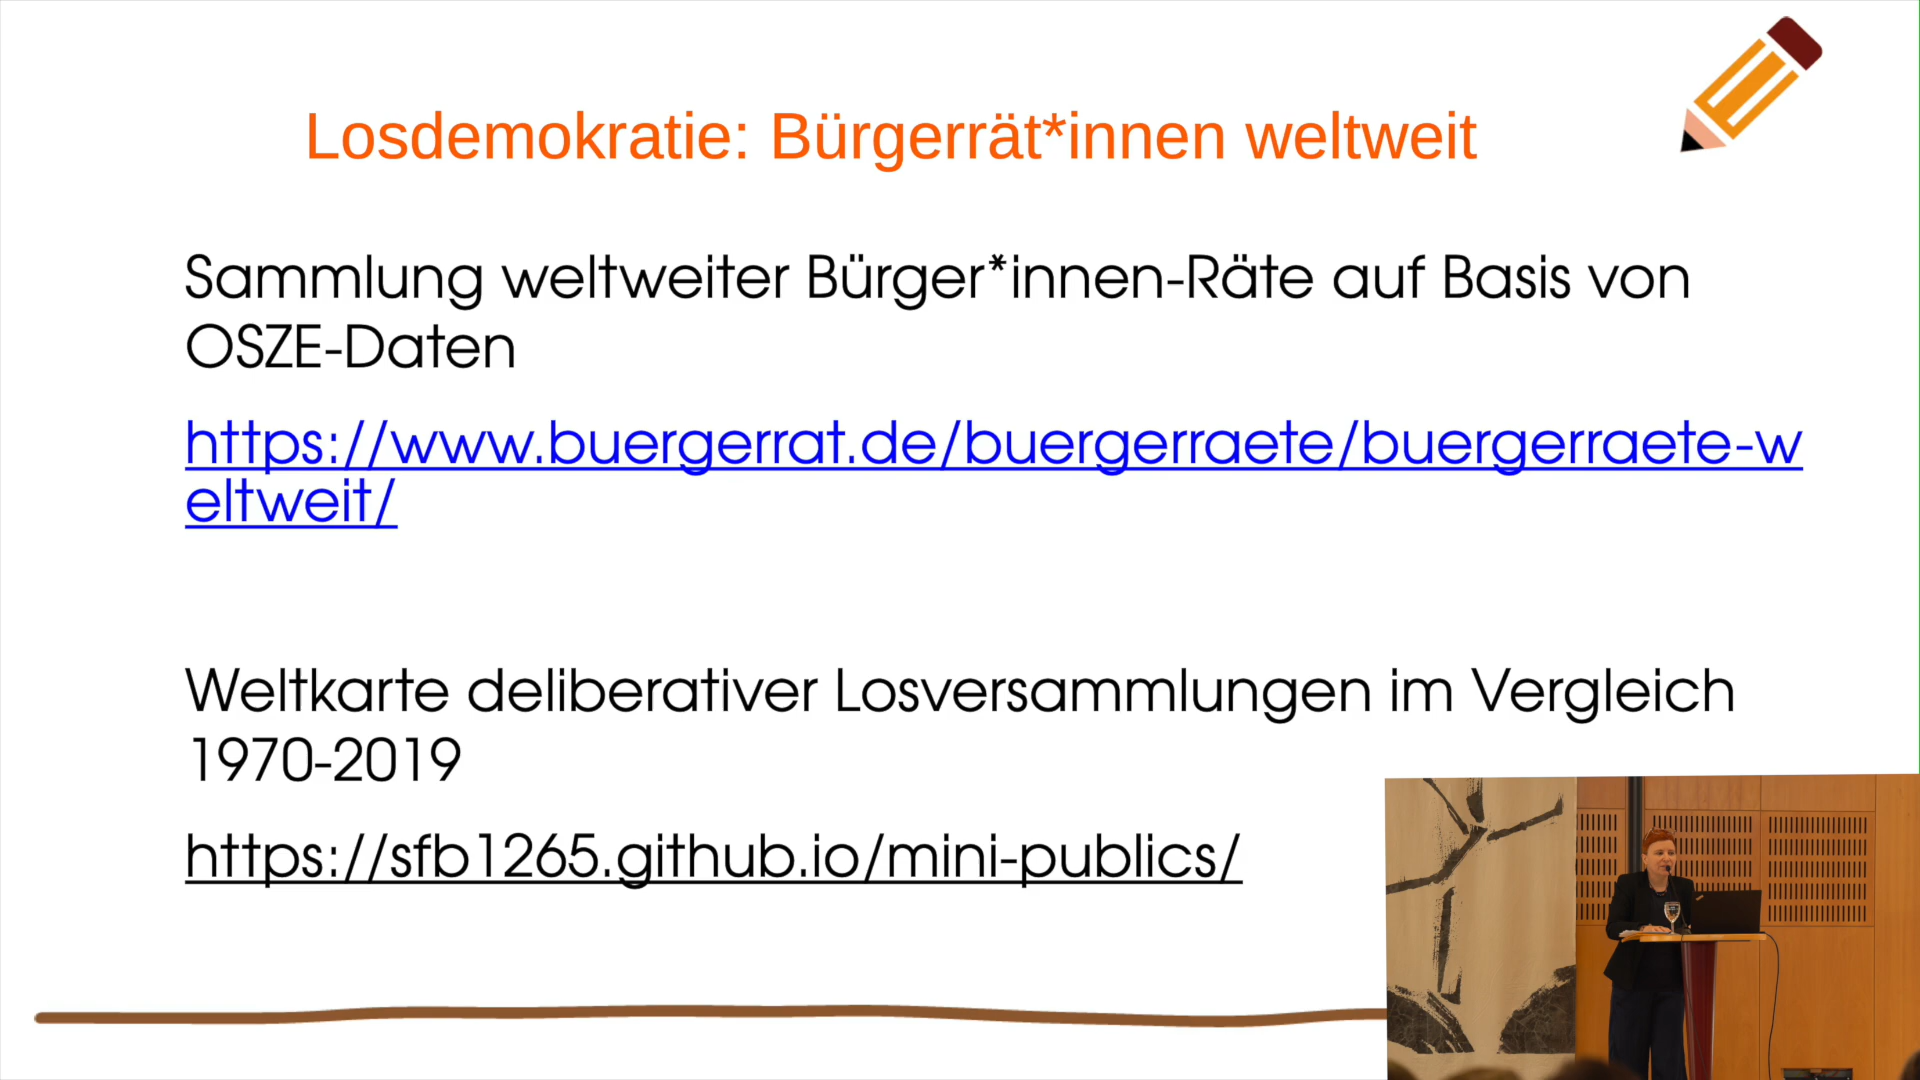 Losdemokratie: Bürgerrät*innen weltweit
Sammlung weltweiter Bürger*innen-Räte auf Basis von
OSZE-Daten
https://www.buergerrat.de/buergerraete/buergerraete-w
eltweit/
Weltkarte deliberativer Losversammlungen im Vergleich
1970-2019
https://sfb1265.github.io/mini-publics/